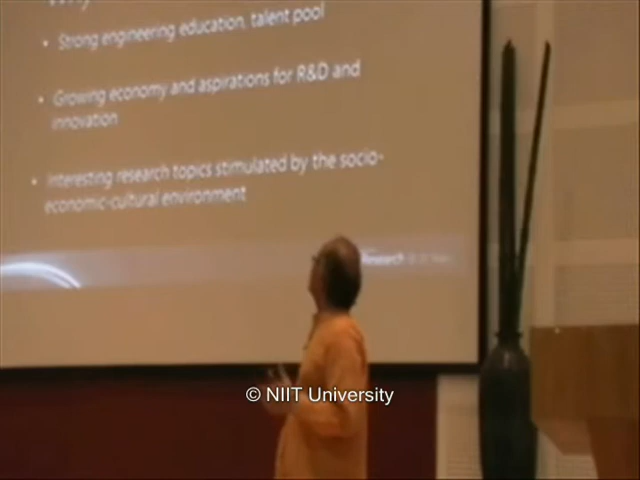 • Strong engineering education, talent pool
• Growing economy and aspirations for R&D and
innovation
• Interesting research topics stimulated by the socio-
economic-cultural environment
Research
© NIIT University